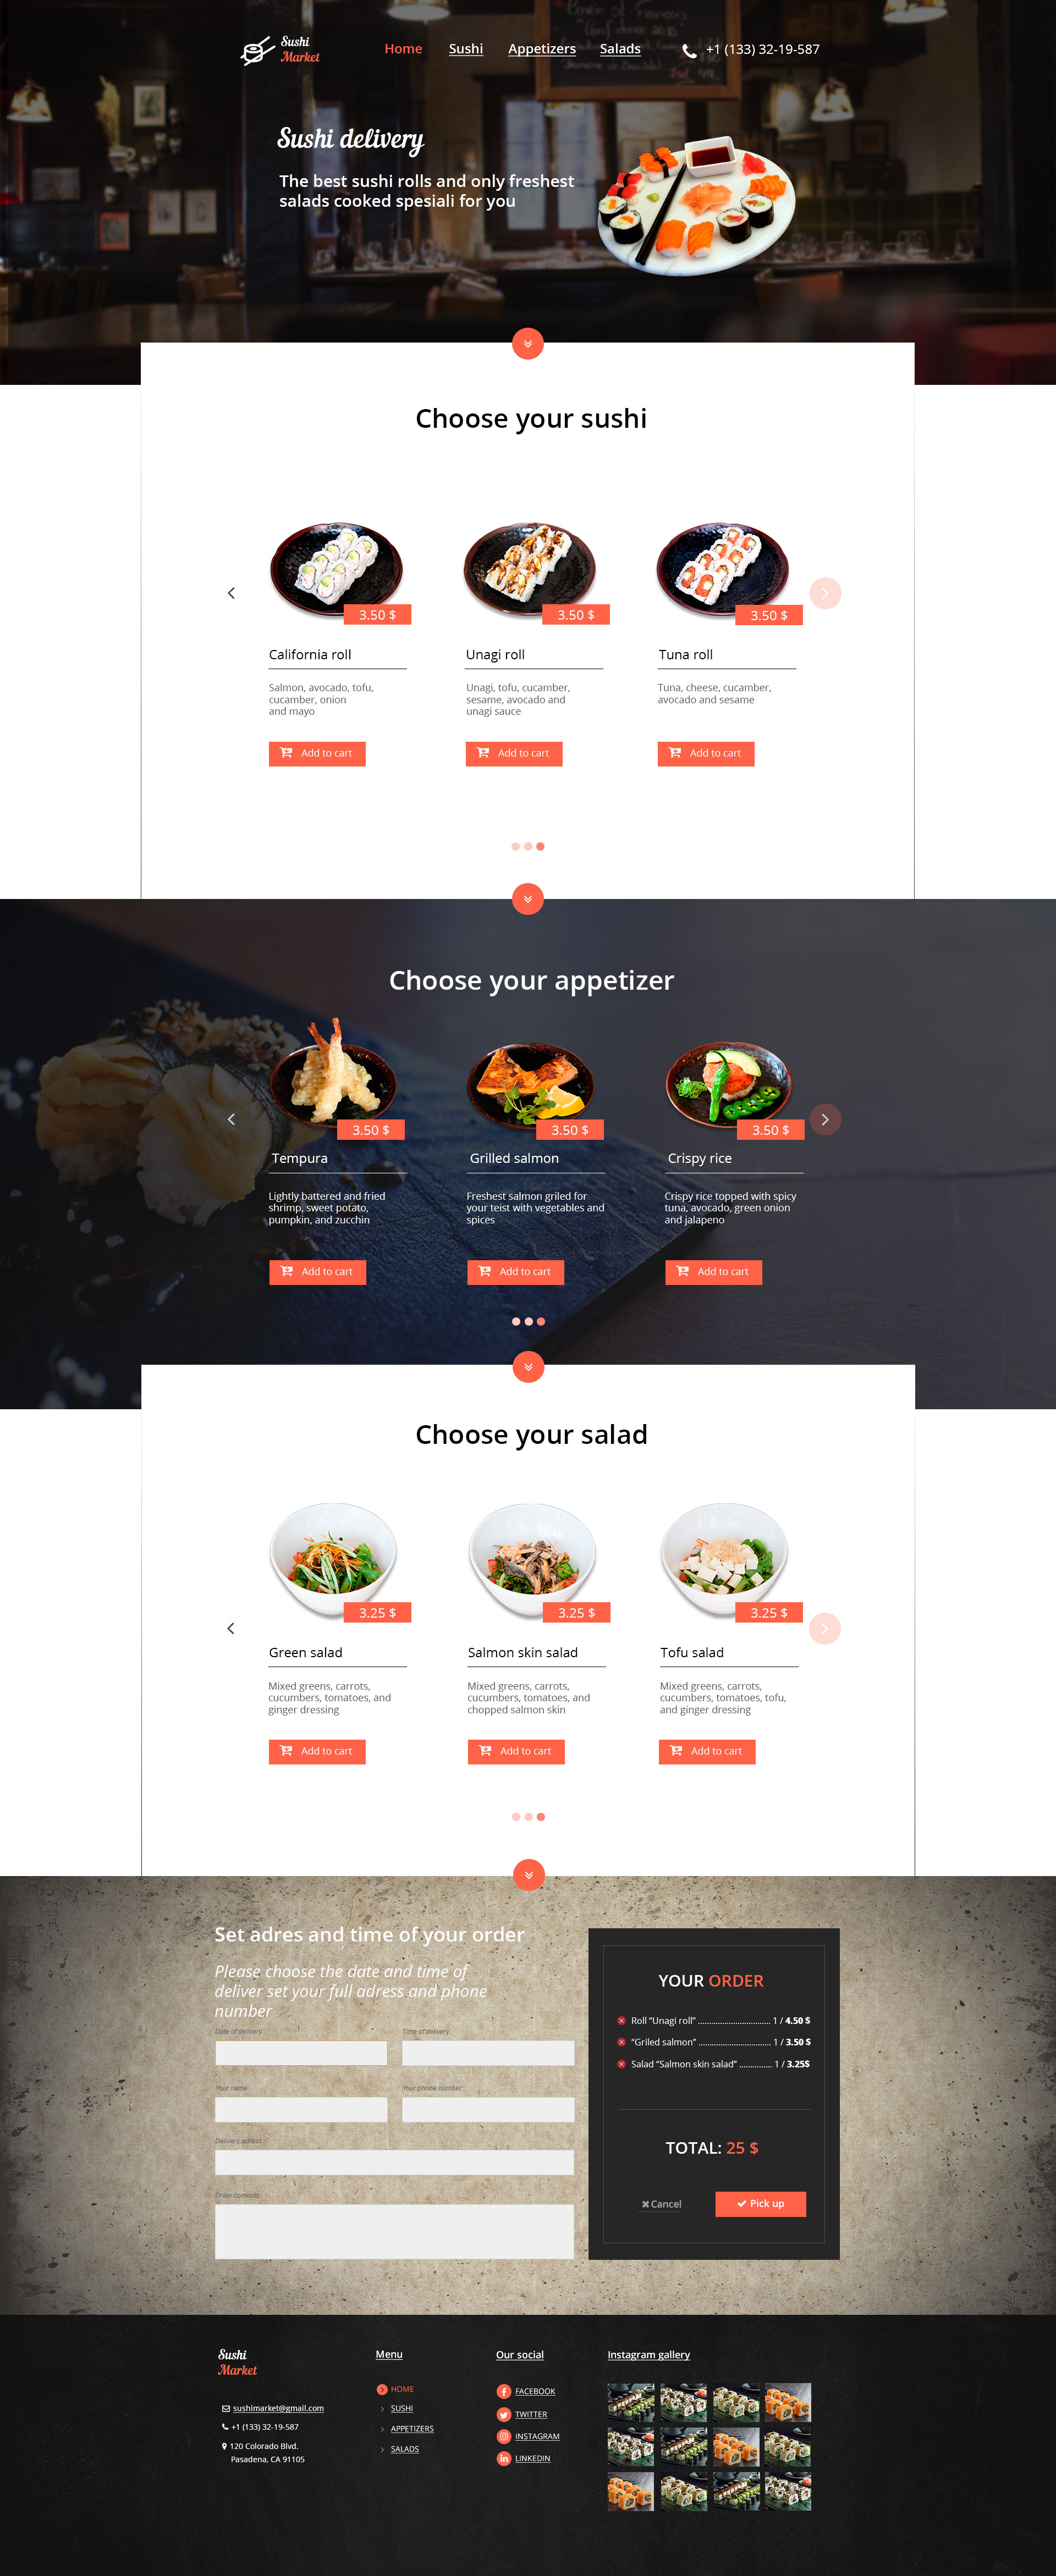 Sushi
Market
Home Sushi Appetizers Salads +1 (133) 32-19-587
Sushi delivery
The best sushi rolls and only freshest
salads cooked spesiali for you
Choose your sushi
3.50 $
3.50 $
3.50 $
California roll
Salmon, avocado, tofu,
cucumber, onion
and mayo
Add to cart
Unagi roll
Unagi, tofu, cucumber,
sesame, avocado and
unagi sauce
Add to cart
Tuna roll
Tuna, cheese, cucumber,
avocado and sesame
Add to cart
Choose your appetizer
3.50 $
3.50 $
3.50 $
Tempura
Lightly battered and fried
shrimp, sweet potato,
pumpkin, and zucchin
Add to cart
Grilled salmon
Freshest salmon griled for
your teist with vegetables and
spices
Add to cart
Crispy rice
Crispy rice topped with spicy
tuna, avocado, green onion
and jalapeno
Add to cart
Choose your salad
3.25 $
3.25 $
3.25 $
Green salad
Mixed greens, carrots,
cucumbers, tomatoes, and
ginger dressing
Add to cart
Salmon skin salad
Mixed greens, carrots,
cucumbers, tomatoes, and
chopped salmon skin
Add to cart
Tofu salad
Mixed greens, carrots,
cucumbers, tomatoes, tofu,
and ginger dressing
Add to cart
Set adres and time of your order
Please choose the date and time of
deliver set your full adress and phone
number
Date of delivery:
Time of delivery:
Your name:
Your phone number:
Delivery adress:
Order coments:
YOUR ORDER
Roll “Unagi roll” ................................. 1 / 4.50 $
“Griled salmon” ................................. 1 / 3.50 $
Salad “Salmon skin salad” ............... 1 / 3.25$
TOTAL: 25 $
Cancel
Pick up
Sushi
Market
sushimarket@gmail.com
+1 (133) 32-19-587
120 Colorado Blvd.
Pasadena, CA 91105
Menu
HOME
SUSHI
APPETIZERS
SALADS
Our social
FACEBOOK
TWITTER
INSTAGRAM
LINKEDIN
Instagram gallery